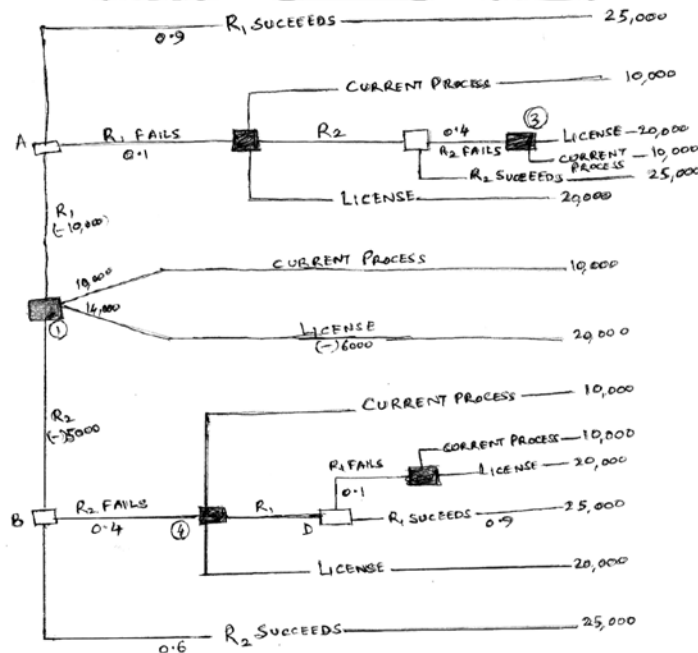 R1 SUCEEEDS 25,000
0.9
CURRENT PROCESS 10,000
A R1 FAILS R2 0.4 ③ LICENSE - 20,000
0.1 R2 FAILS CURRENT PROCESS - 10,000
R2 SUCCEEDS 25,000
LICENSE 20,000
R1
(-10,000)
10,000 CURRENT PROCESS 10,000
14,000
① LICENSE 20,000
(-)6000
CURRENT PROCESS 10,000
R2
(-)5000
CURRENT PROCESS - 10,000
R1 FAILS LICENSE - 20,000
0.1
B R2 FAILS R1 R1 SUCEEDS 25,000
0.4 ④ D 0.9
LICENSE 20,000
R2 SUCCEEDS 25,000
0.6